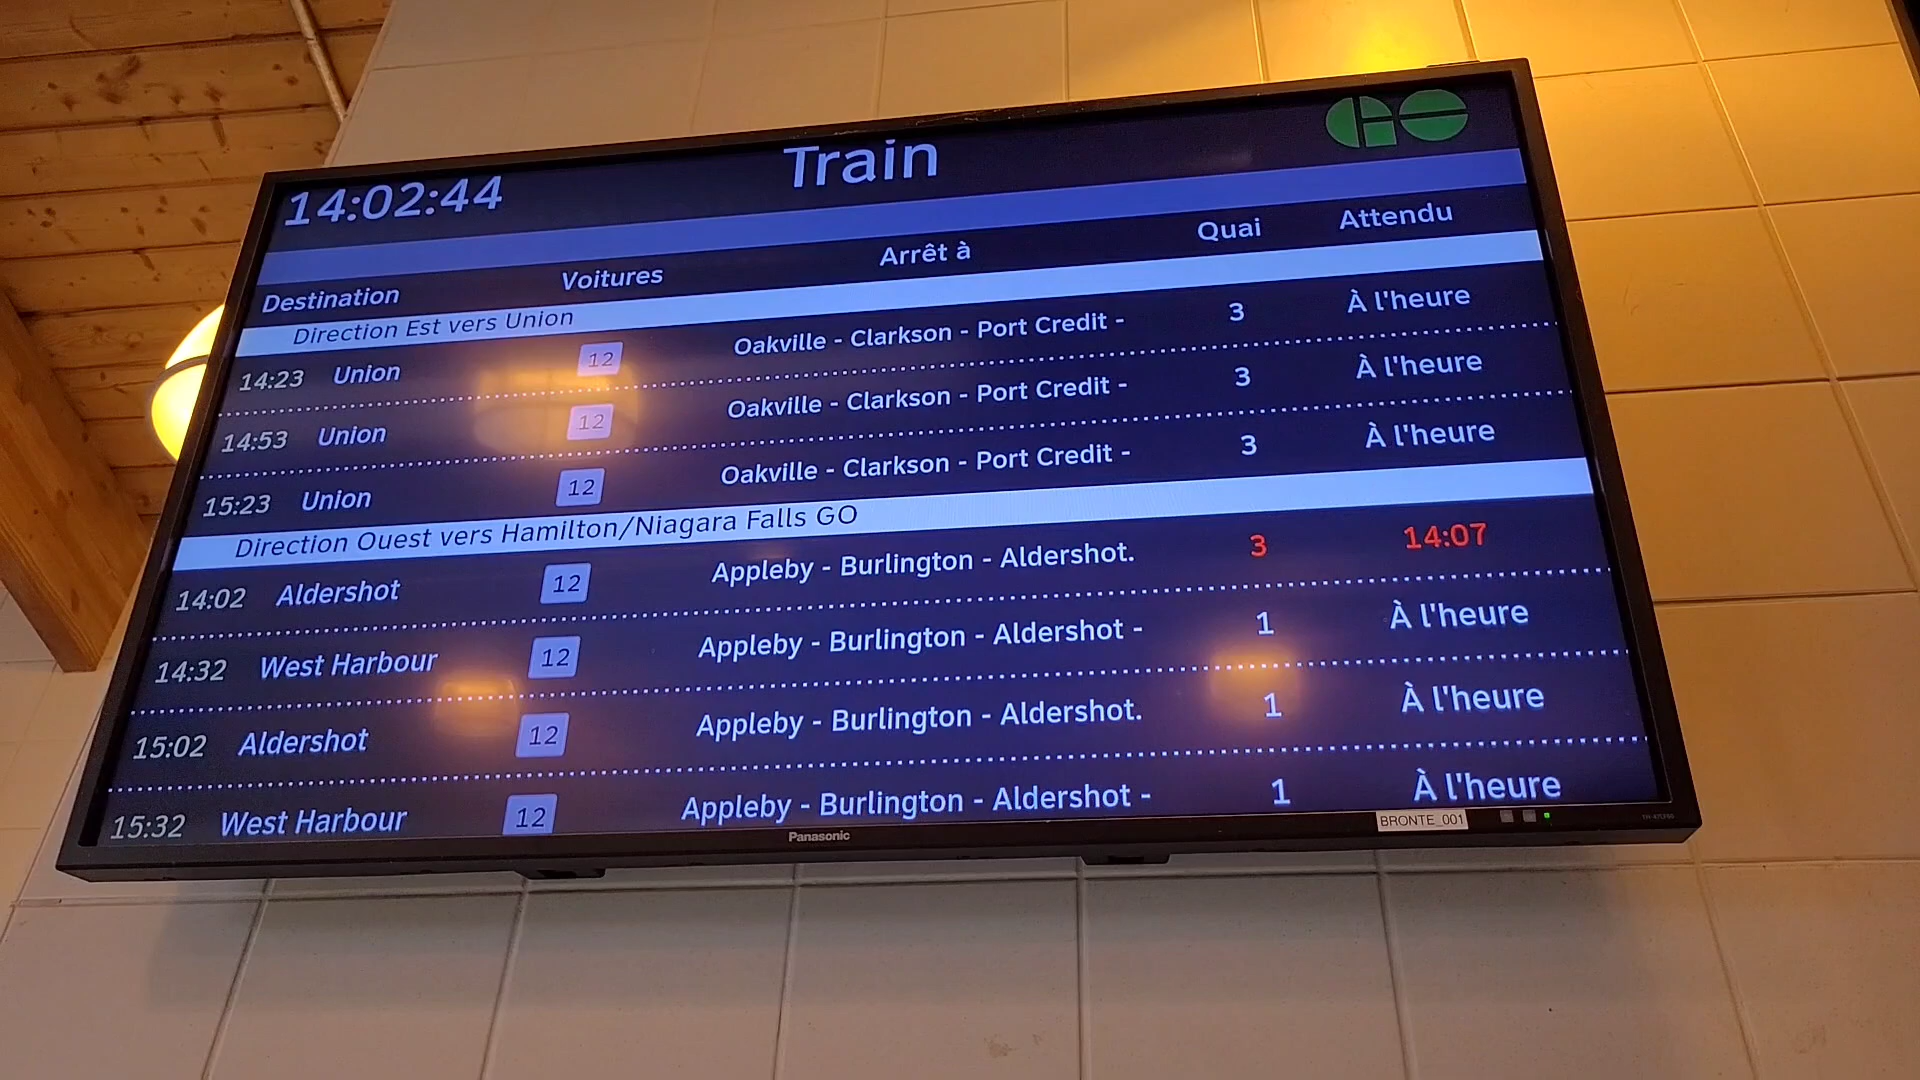 GO
14:02:44 Train
Destination Voitures Arrêt à Quai Attendu
Direction Est vers Union
14:23 Union 12 Oakville - Clarkson - Port Credit - 3 À l'heure
14:53 Union 12 Oakville - Clarkson - Port Credit - 3 À l'heure
15:23 Union 12 Oakville - Clarkson - Port Credit - 3 À l'heure
Direction Ouest vers Hamilton/Niagara Falls GO
14:02 Aldershot 12 Appleby - Burlington - Aldershot. 3 14:07
14:32 West Harbour 12 Appleby - Burlington - Aldershot - 1 À l'heure
15:02 Aldershot 12 Appleby - Burlington - Aldershot. 1 À l'heure
15:32 West Harbour 12 Appleby - Burlington - Aldershot - 1 À l'heure
Panasonic
BRONTE_001